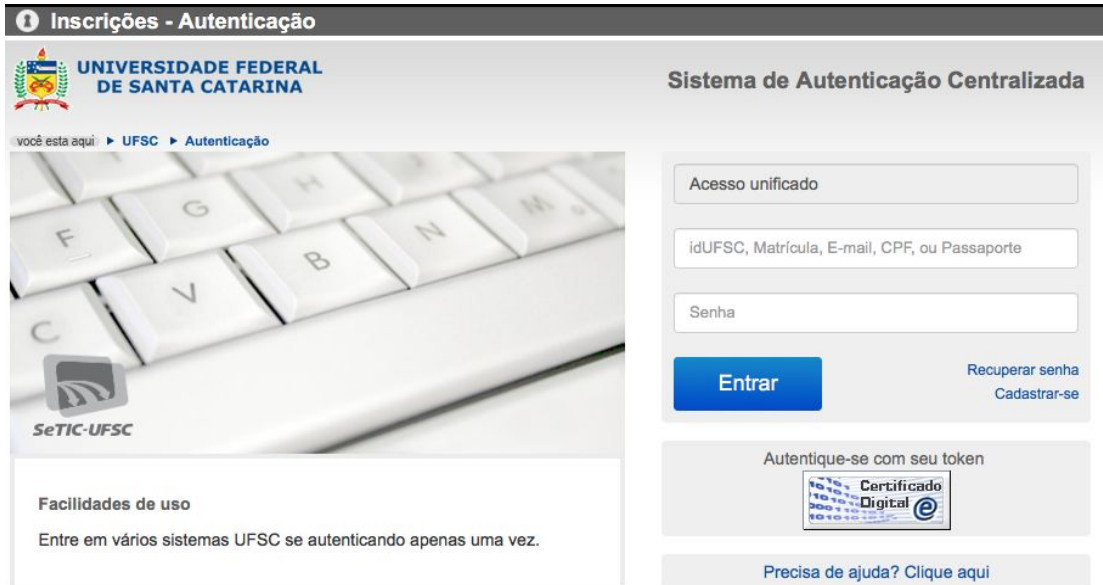 Inscrições - Autenticação
UNIVERSIDADE FEDERAL
DE SANTA CATARINA
Sistema de Autenticação Centralizada
você esta aqui ▶ UFSC ▶ Autenticação
F
G
H
C
V
B
N
M
SeTIC-UFSC
Acesso unificado
idUFSC, Matrícula, E-mail, CPF, ou Passaporte
Senha
Entrar
Recuperar senha
Cadastrar-se
Autentique-se com seu token
Certificado
Digital
Facilidades de uso
Entre em vários sistemas UFSC se autenticando apenas uma vez.
Precisa de ajuda? Clique aqui